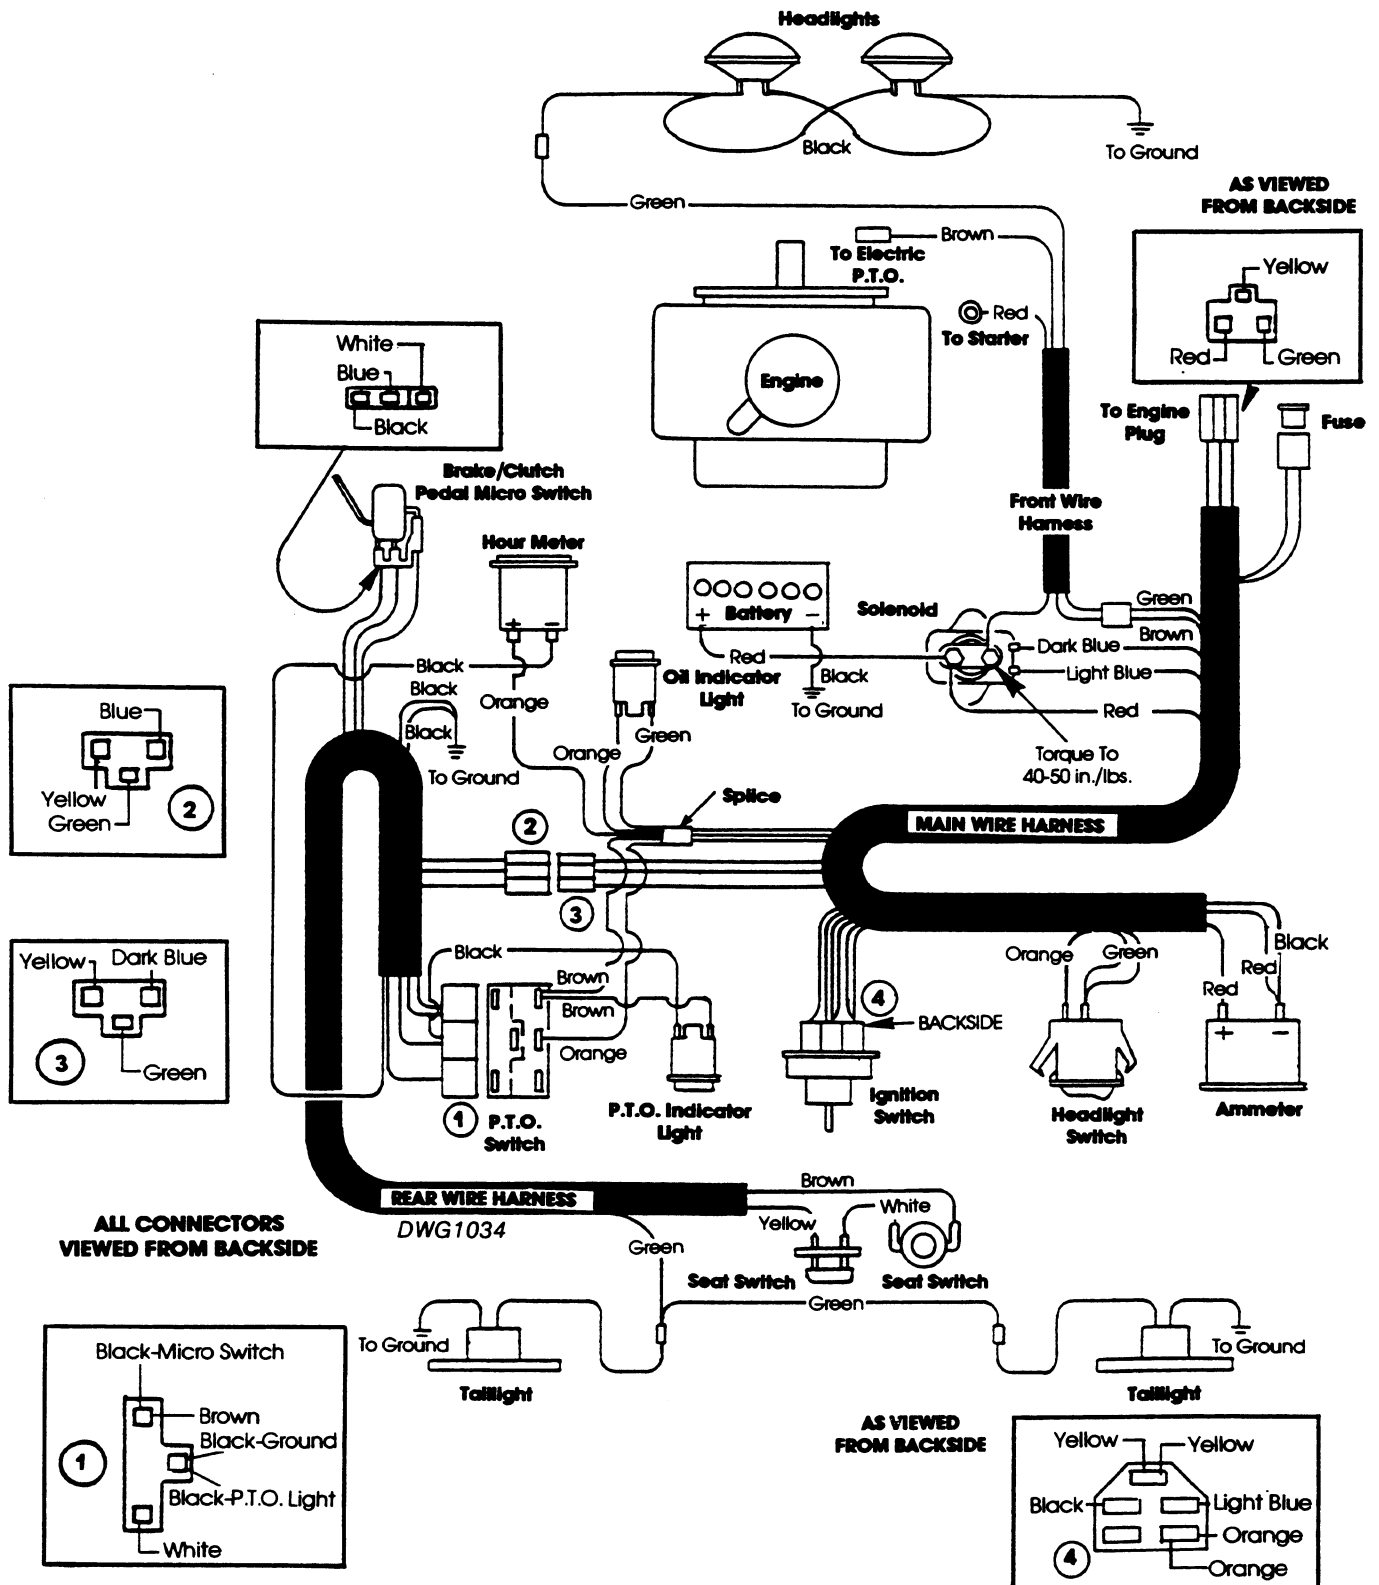 Headlights
Black
To Ground
AS VIEWED
FROM BACKSIDE
Green
Brown
To Electric
P.T.O.
Yellow
Red
Green
Red
To Starter
White
Blue
Black
Engine
To Engine
Plug
Fuse
Brake/Clutch
Pedal Micro Switch
Front Wire
Harness
Hour Meter
+ −
+ Battery −
Solenoid
Green
Brown
Dark Blue
Light Blue
Red
Red
Black
To Ground
Oil Indicator
Light
Black
Black
Black
Orange
To Ground
Orange
Green
Torque To
40-50 in./lbs.
Blue
Yellow
Green
2
Splice
MAIN WIRE HARNESS
2
3
Yellow
Dark Blue
Green
3
Black
Brown
Brown
Orange
4
BACKSIDE
Orange
Green
Black
Red
Red
+ −
1
P.T.O.
Switch
P.T.O. Indicator
Light
Ignition
Switch
Headlight
Switch
Ammeter
REAR WIRE HARNESS
DWG1034
Brown
Yellow
White
Green
Seat Switch
Seat Switch
Green
ALL CONNECTORS
VIEWED FROM BACKSIDE
To Ground
Taillight
To Ground
Taillight
Black-Micro Switch
Brown
Black-Ground
Black-P.T.O. Light
White
1
AS VIEWED
FROM BACKSIDE
Yellow
Yellow
Black
Light Blue
Orange
Orange
4